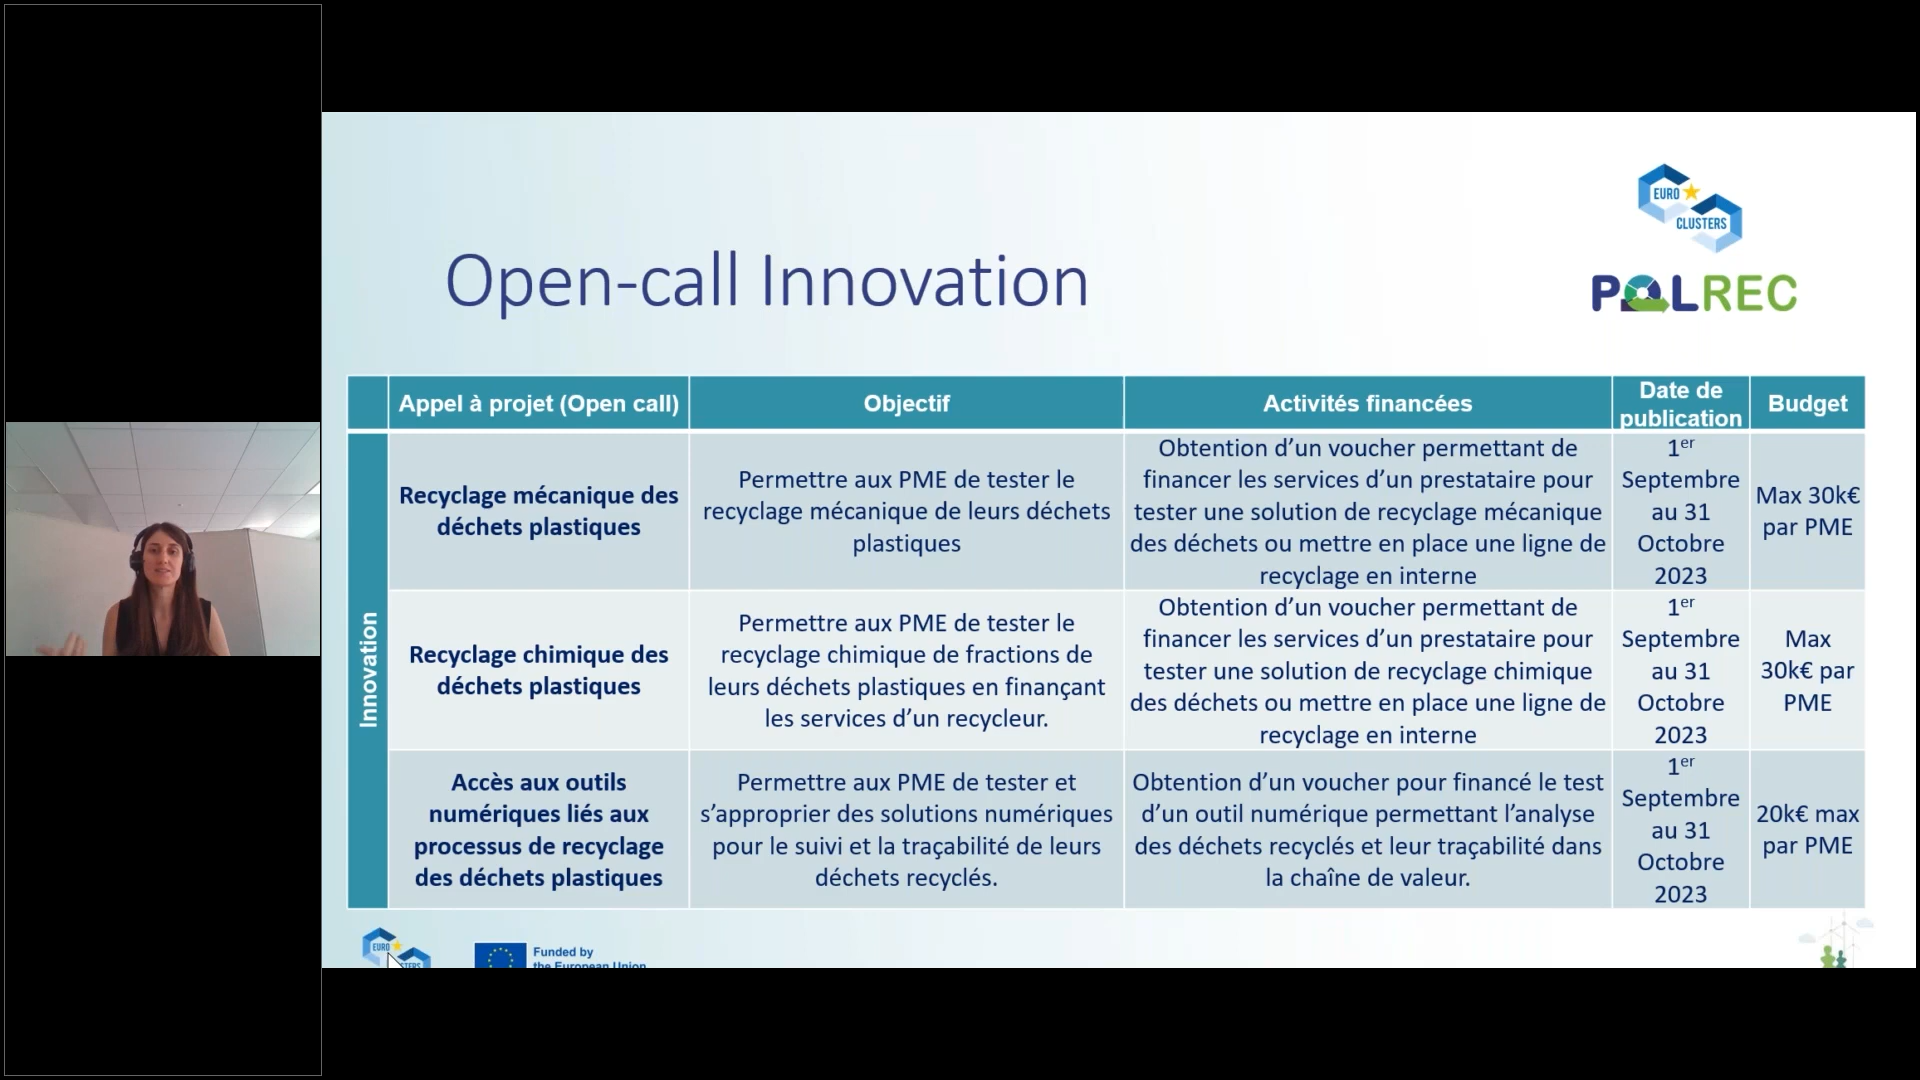 EURO
CLUSTERS
POLREC
Open-call Innovation
Appel à projet (Open call)
Objectif
Activités financées
Date de
publication
Budget
Innovation
Recyclage mécanique des
déchets plastiques
Permettre aux PME de tester le
recyclage mécanique de leurs déchets
plastiques
Obtention d’un voucher permettant de
financer les services d’un prestataire pour
tester une solution de recyclage mécanique
des déchets ou mettre en place une ligne de
recyclage en interne
1er
Septembre
au 31
Octobre
2023
Max 30k€
par PME
Recyclage chimique des
déchets plastiques
Permettre aux PME de tester le
recyclage chimique de fractions de
leurs déchets plastiques en finançant
les services d’un recycleur.
Obtention d’un voucher permettant de
financer les services d’un prestataire pour
tester une solution de recyclage chimique
des déchets ou mettre en place une ligne de
recyclage en interne
1er
Septembre
au 31
Octobre
2023
Max
30k€ par
PME
Accès aux outils
numériques liés aux
processus de recyclage
des déchets plastiques
Permettre aux PME de tester et
s’approprier des solutions numériques
pour le suivi et la traçabilité de leurs
déchets recyclés.
Obtention d’un voucher pour financé le test
d’un outil numérique permettant l’analyse
des déchets recyclés et leur traçabilité dans
la chaîne de valeur.
1er
Septembre
au 31
Octobre
2023
20k€ max
par PME
EURO
Funded by
the European Union